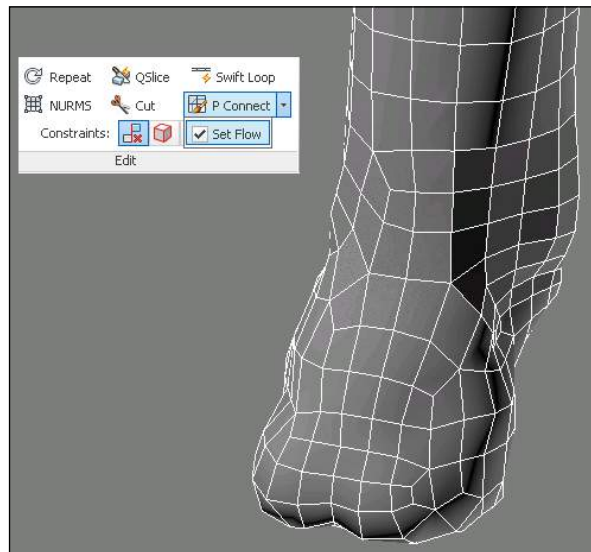 Repeat QSlice Swift Loop
NURMS Cut P Connect
Constraints: Set Flow
Edit